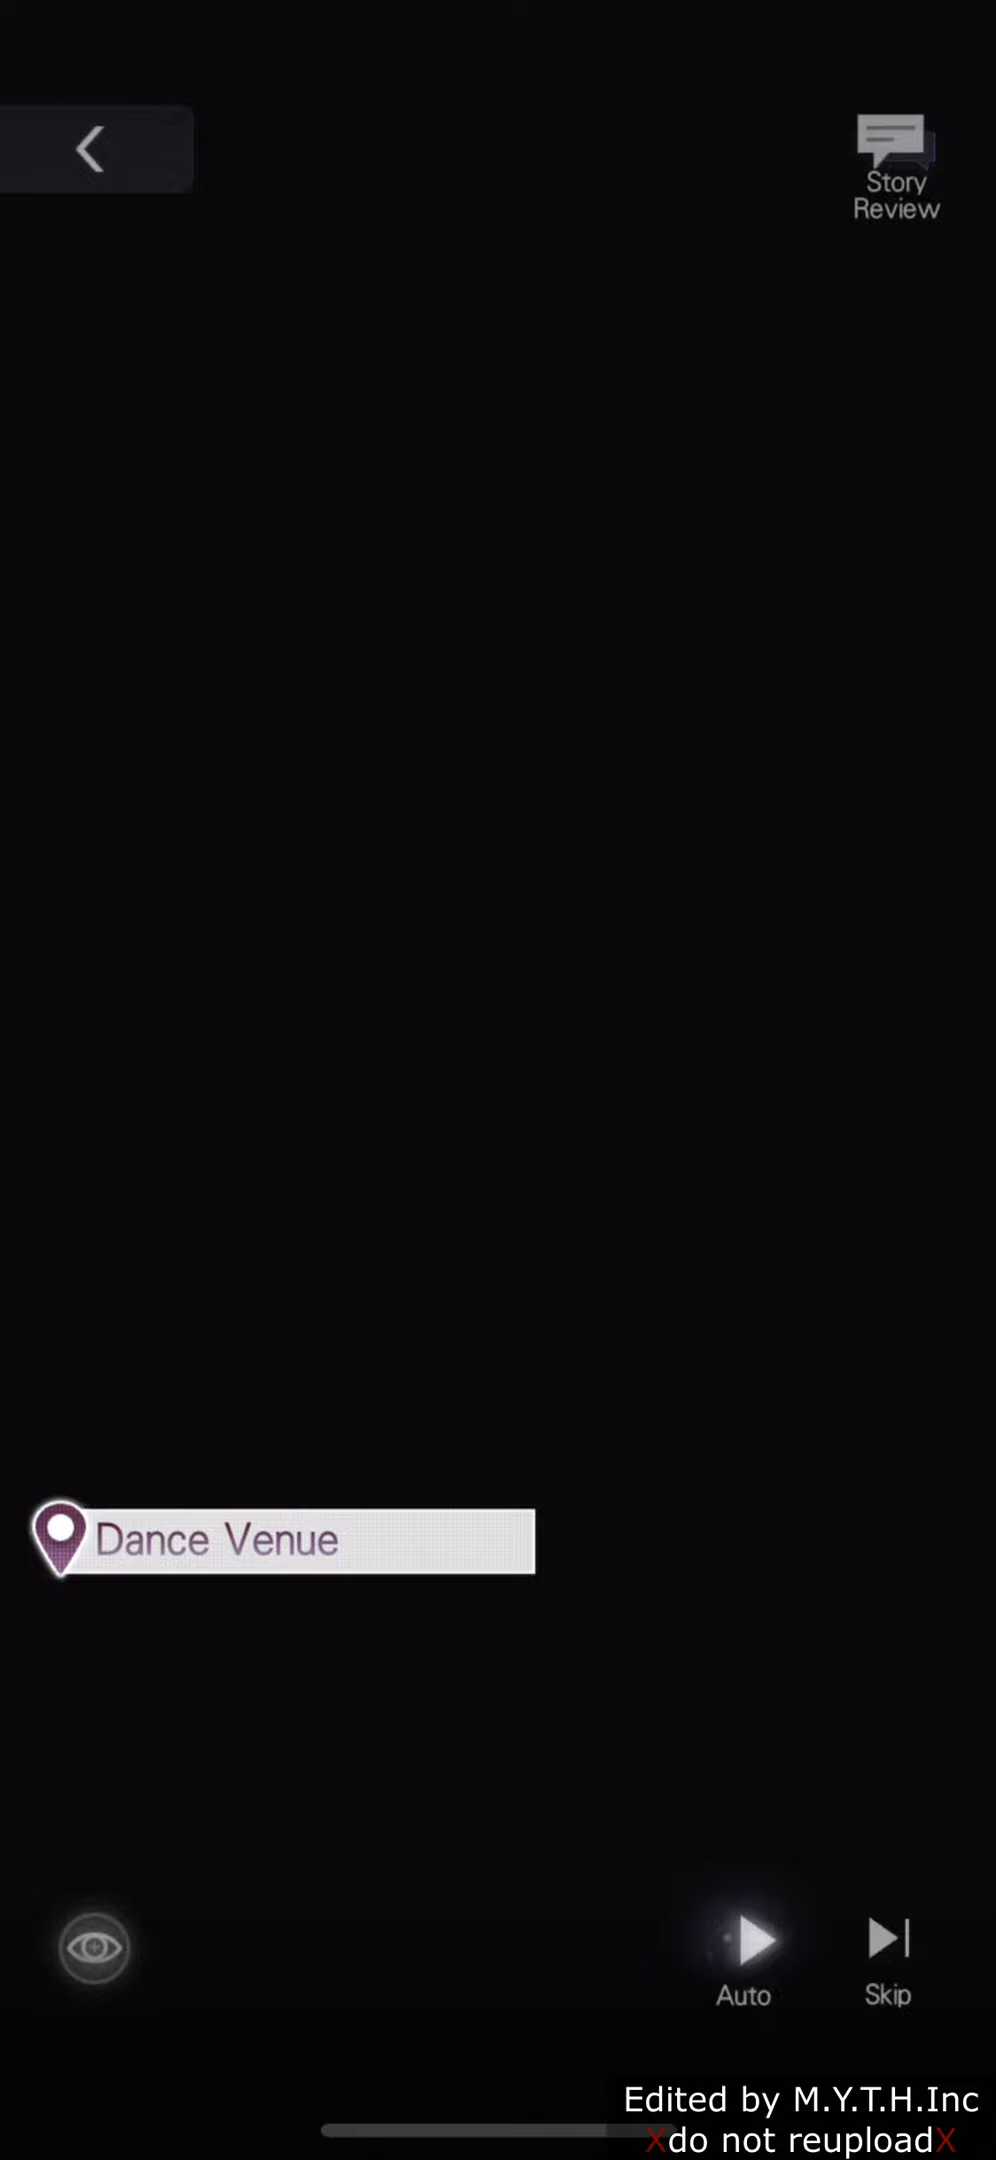 Story
Review
Dance Venue
Auto
Skip
Edited by M.Y.T.H.Inc
Xdo not reuploadX